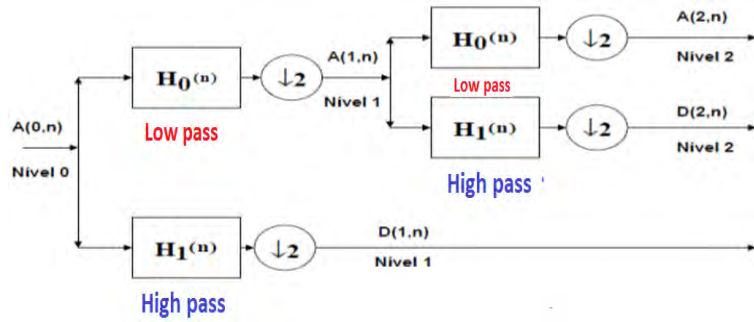 A(0,n)
Nivel 0
H0(n)
↓2
Low pass
A(1,n)
Nivel 1
H0(n)
↓2
Low pass
A(2,n)
Nivel 2
H1(n)
↓2
High pass
D(2,n)
Nivel 2
H1(n)
↓2
High pass
D(1,n)
Nivel 1